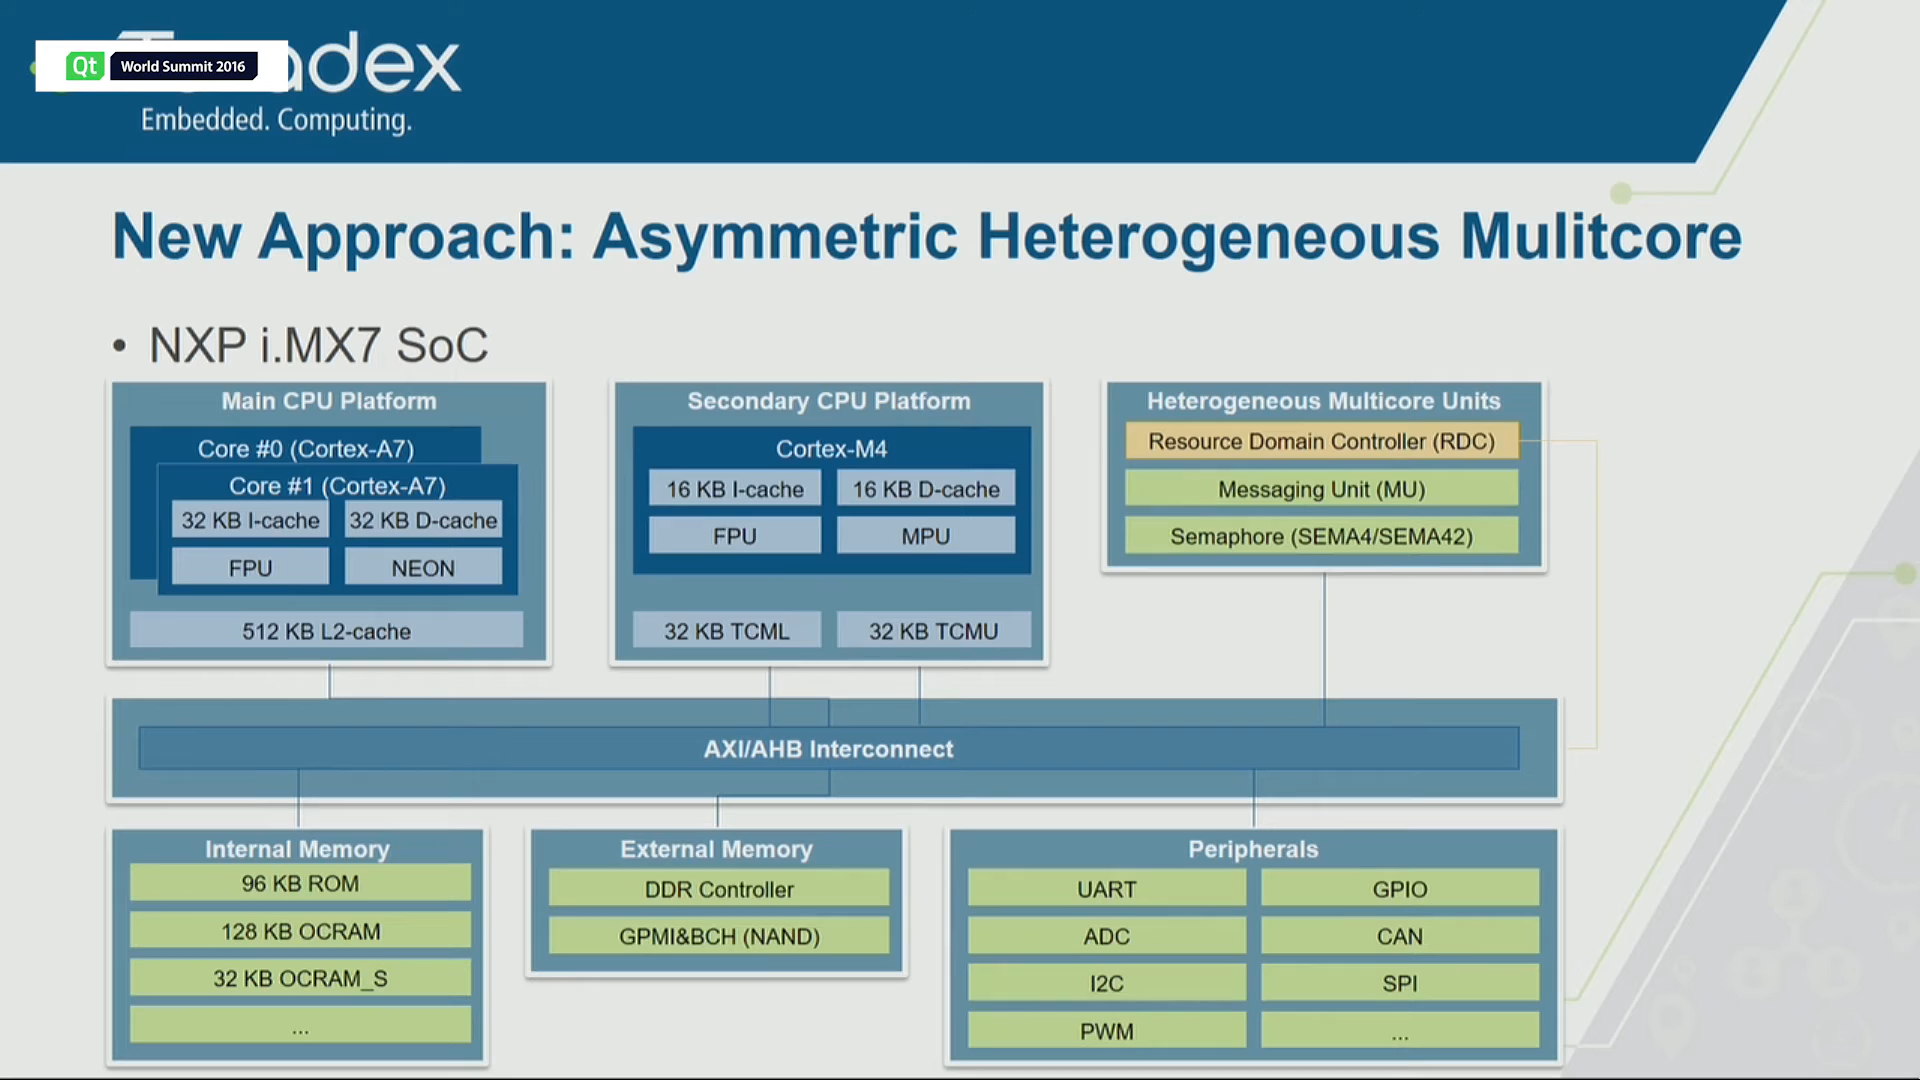 Qt World Summit 2016
adex
Embedded. Computing.
New Approach: Asymmetric Heterogeneous Mulitcore
• NXP i.MX7 SoC
Main CPU Platform
Core #0 (Cortex-A7)
Core #1 (Cortex-A7)
32 KB I-cache
32 KB D-cache
FPU
NEON
512 KB L2-cache
Secondary CPU Platform
Cortex-M4
16 KB I-cache
16 KB D-cache
FPU
MPU
32 KB TCML
32 KB TCMU
Heterogeneous Multicore Units
Resource Domain Controller (RDC)
Messaging Unit (MU)
Semaphore (SEMA4/SEMA42)
AXI/AHB Interconnect
Internal Memory
96 KB ROM
128 KB OCRAM
32 KB OCRAM_S
...
External Memory
DDR Controller
GPMI&BCH (NAND)
Peripherals
UART
GPIO
ADC
CAN
I2C
SPI
PWM
...